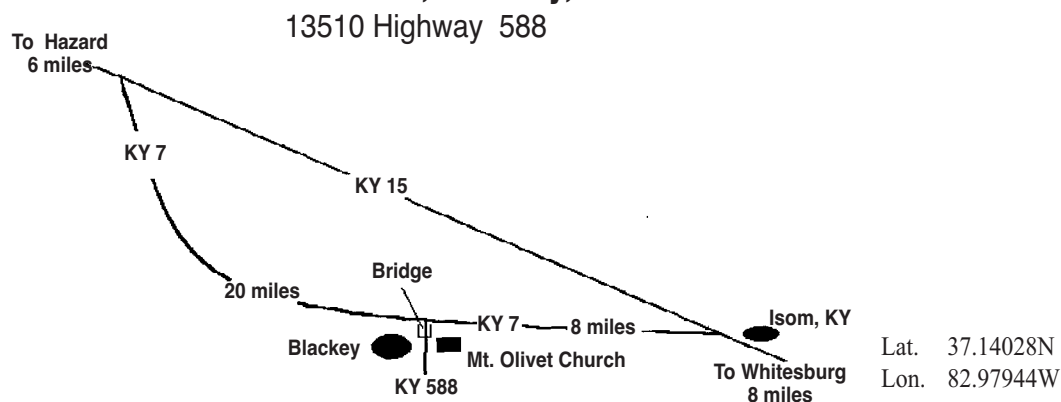 13510 Highway 588
To Hazard
6 miles
KY 7
KY 15
Bridge
20 miles
KY 7
8 miles
Isom, KY
Blackey
Mt. Olivet Church
KY 588
To Whitesburg
8 miles
Lat. 37.14028N
Lon. 82.97944W